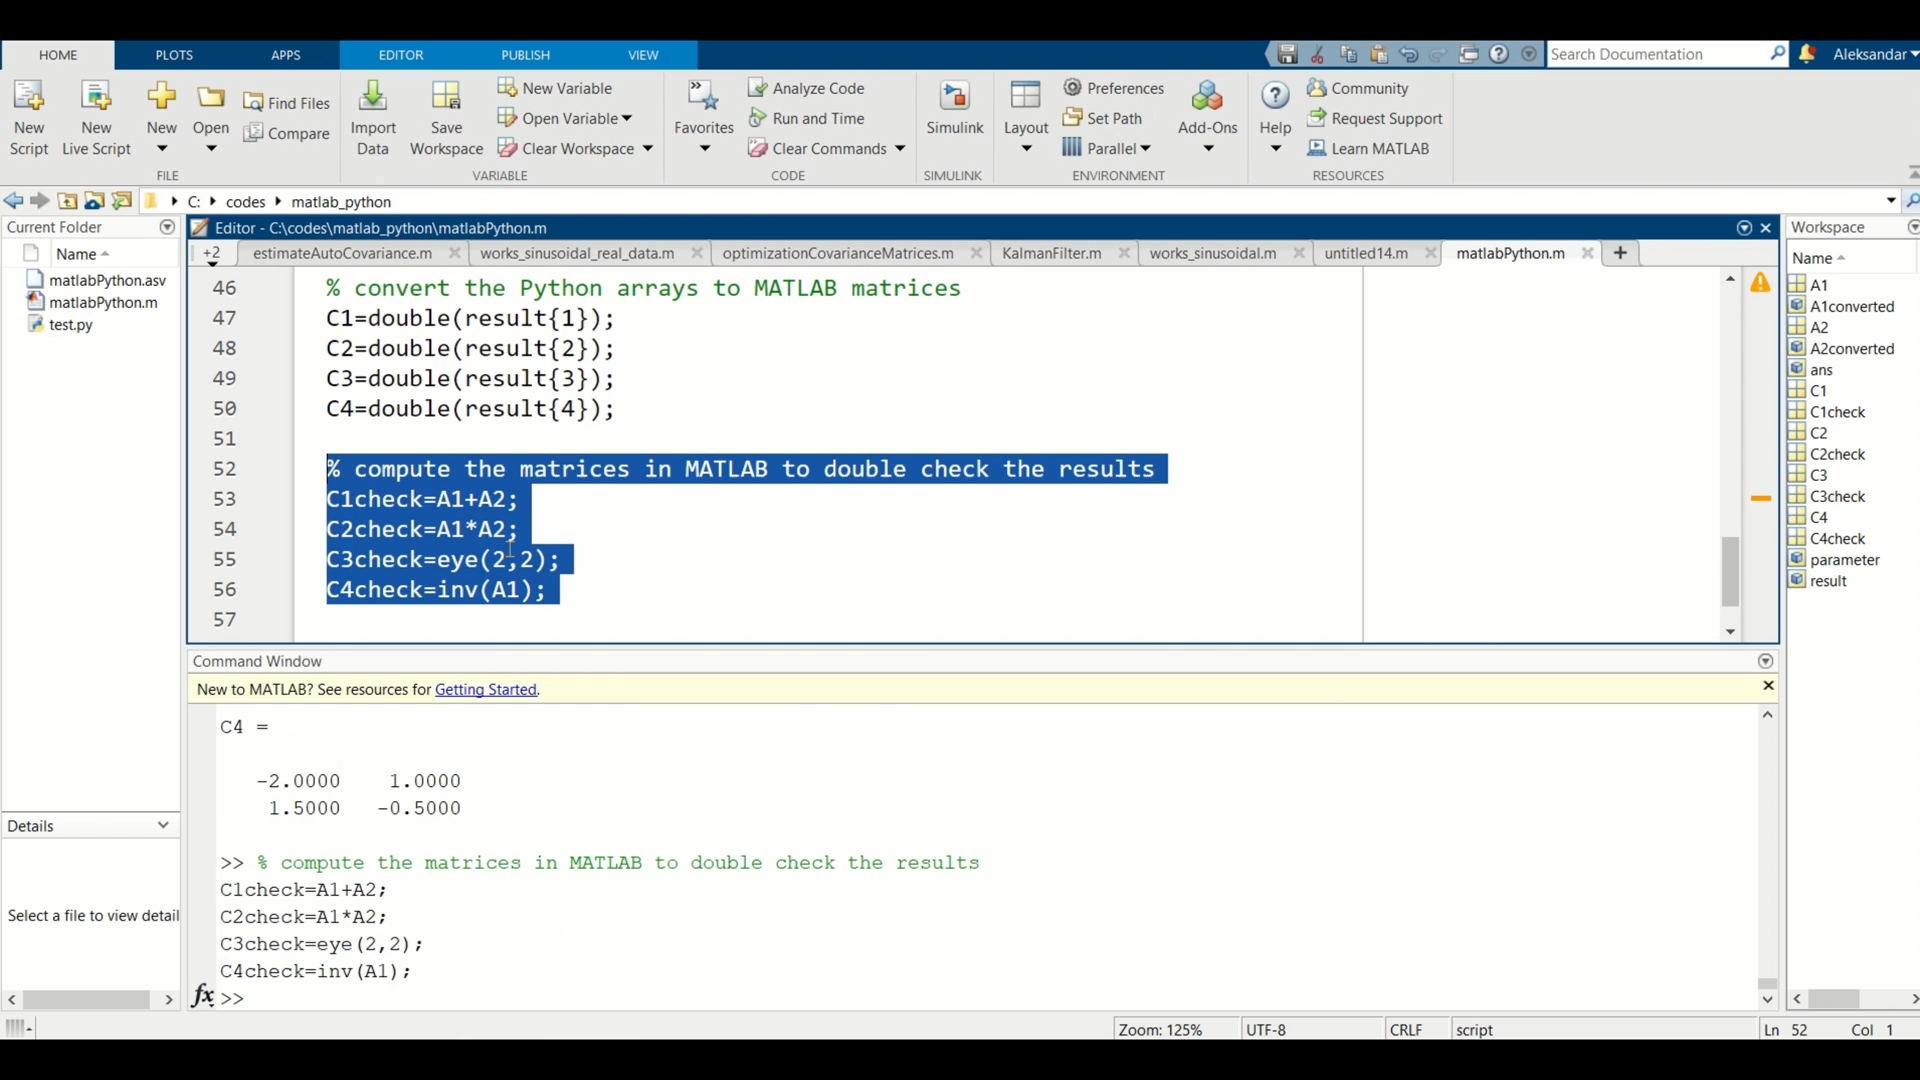 HOME PLOTS APPS EDITOR PUBLISH VIEW Search Documentation Aleksandar
New Script
New Live Script
New
Open
Find Files
Compare
FILE
Import Data
Save Workspace
New Variable
Open Variable
Clear Workspace
VARIABLE
Favorites
Analyze Code
Run and Time
Clear Commands
CODE
Simulink
SIMULINK
Layout
Preferences
Set Path
Parallel
Add-Ons
ENVIRONMENT
Help
Community
Request Support
Learn MATLAB
RESOURCES
C: codes matlab_python
Current Folder
Name
matlabPython.asv
matlabPython.m
test.py
Details
Select a file to view detail
Editor - C:\codes\matlab_python\matlabPython.m
+2 estimateAutoCovariance.m works_sinusoidal_real_data.m optimizationCovarianceMatrices.m KalmanFilter.m works_sinusoidal.m untitled14.m matlabPython.m
46 % convert the Python arrays to MATLAB matrices
47 C1=double(result{1});
48 C2=double(result{2});
49 C3=double(result{3});
50 C4=double(result{4});
51
52 % compute the matrices in MATLAB to double check the results
53 C1check=A1+A2;
54 C2check=A1*A2;
55 C3check=eye(2,2);
56 C4check=inv(A1);
57
Command Window
New to MATLAB? See resources for Getting Started.
C4 =
-2.0000 1.0000
1.5000 -0.5000
>> % compute the matrices in MATLAB to double check the results
C1check=A1+A2;
C2check=A1*A2;
C3check=eye(2,2);
C4check=inv(A1);
fx >>
Workspace
Name
A1
A1converted
A2
A2converted
ans
C1
C1check
C2
C2check
C3
C3check
C4
C4check
parameter
result
Zoom: 125% UTF-8 CRLF script Ln 52 Col 1